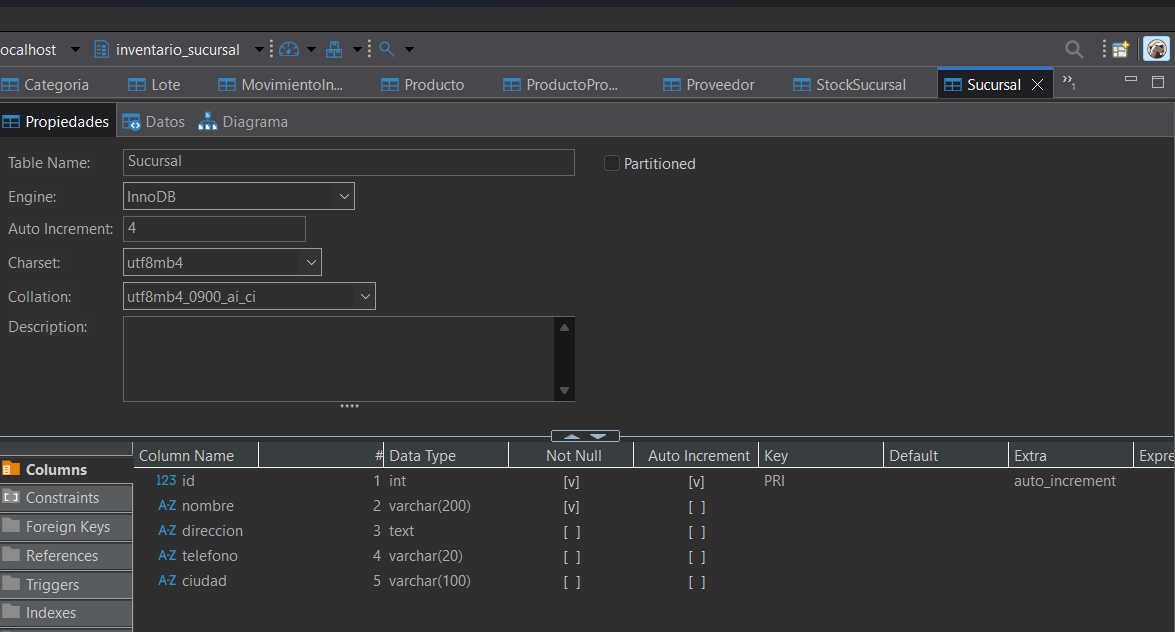 ocalhost inventario_sucursal
Categoria Lote MovimientoIn... Producto ProductoPro... Proveedor StockSucursal Sucursal »1
Propiedades Datos Diagrama
Table Name: Sucursal Partitioned
Engine: InnoDB
Auto Increment: 4
Charset: utf8mb4
Collation: utf8mb4_0900_ai_ci
Description:
Column Name # Data Type Not Null Auto Increment Key Default Extra Expre
Columns
Constraints
Foreign Keys
References
Triggers
Indexes
123 id 1 int [v] [v] PRI auto_increment
A-Z nombre 2 varchar(200) [v] [ ]
A-Z direccion 3 text [ ] [ ]
A-Z telefono 4 varchar(20) [ ] [ ]
A-Z ciudad 5 varchar(100) [ ] [ ]